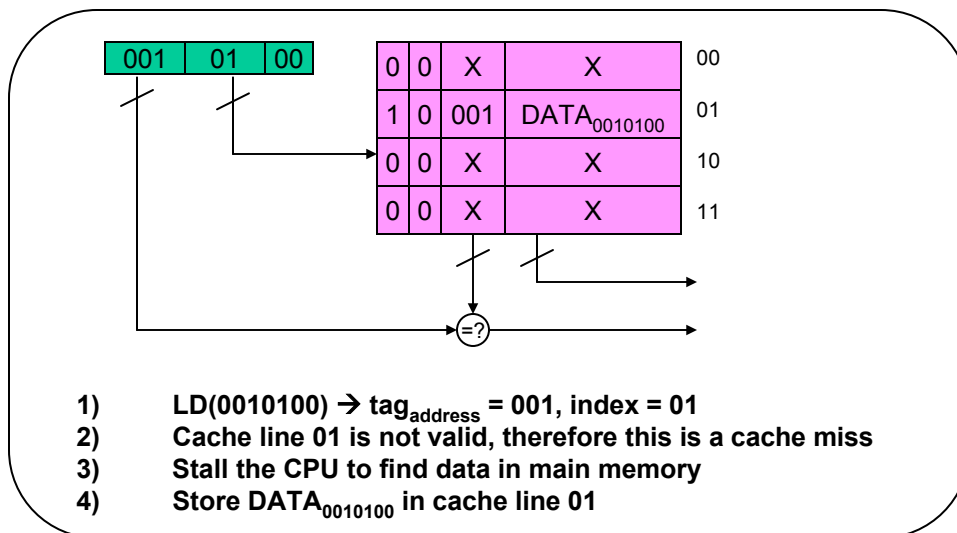 001 01 00
0 0 X X 00
1 0 001 DATA0010100 01
0 0 X X 10
0 0 X X 11
=?
1) LD(0010100) → tagaddress = 001, index = 01
2) Cache line 01 is not valid, therefore this is a cache miss
3) Stall the CPU to find data in main memory
4) Store DATA0010100 in cache line 01